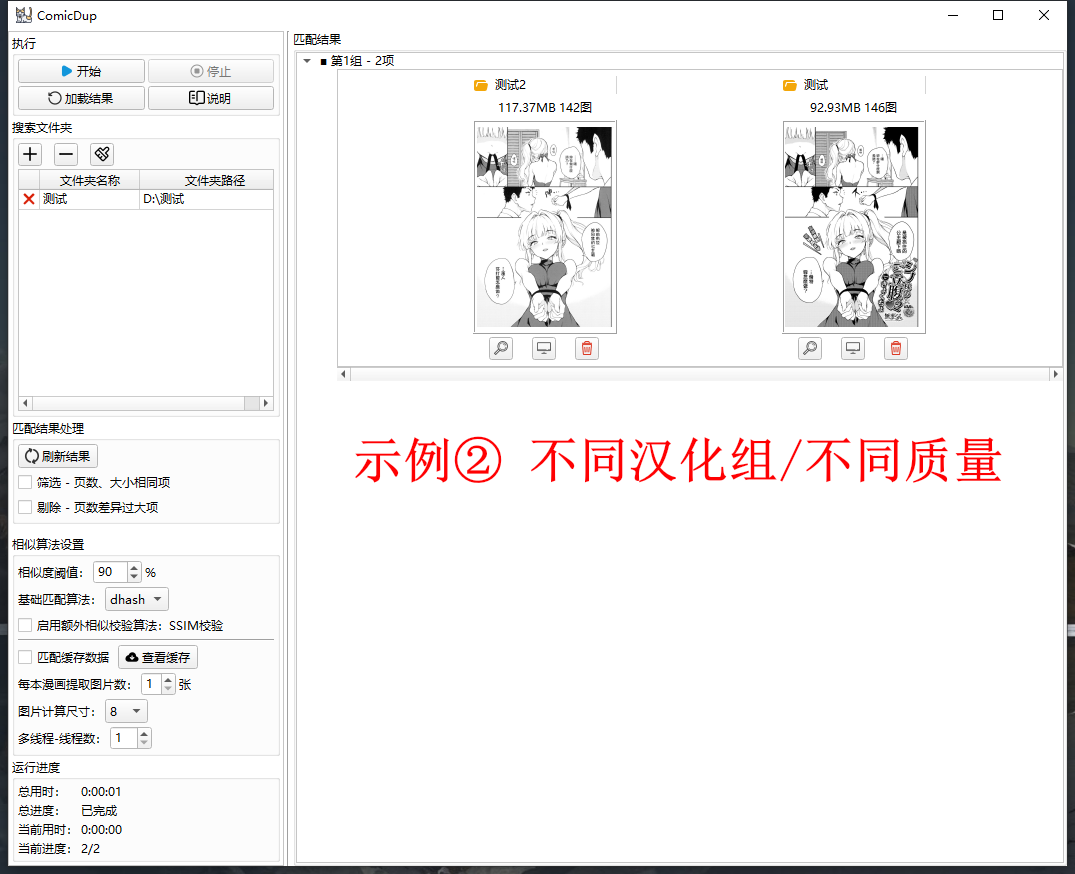 ComicDup
执行
开始
停止
加载结果
说明
搜索文件夹
文件夹名称 文件夹路径
测试 D:\测试
匹配结果处理
刷新结果
筛选 - 页数、大小相同项
剔除 - 页数差异过大项
相似算法设置
相似度阈值： 90 %
基础匹配算法： dhash
启用额外相似校验算法：SSIM校验
匹配缓存数据 查看缓存
每本漫画提取图片数： 1 张
图片计算尺寸： 8
多线程-线程数： 1
运行进度
总用时： 0:00:01
总进度： 已完成
当前用时： 0:00:00
当前进度： 2/2
匹配结果
■ 第1组 - 2项
测试2
117.37MB 142图
测试
92.93MB 146图
示例② 不同汉化组/不同质量